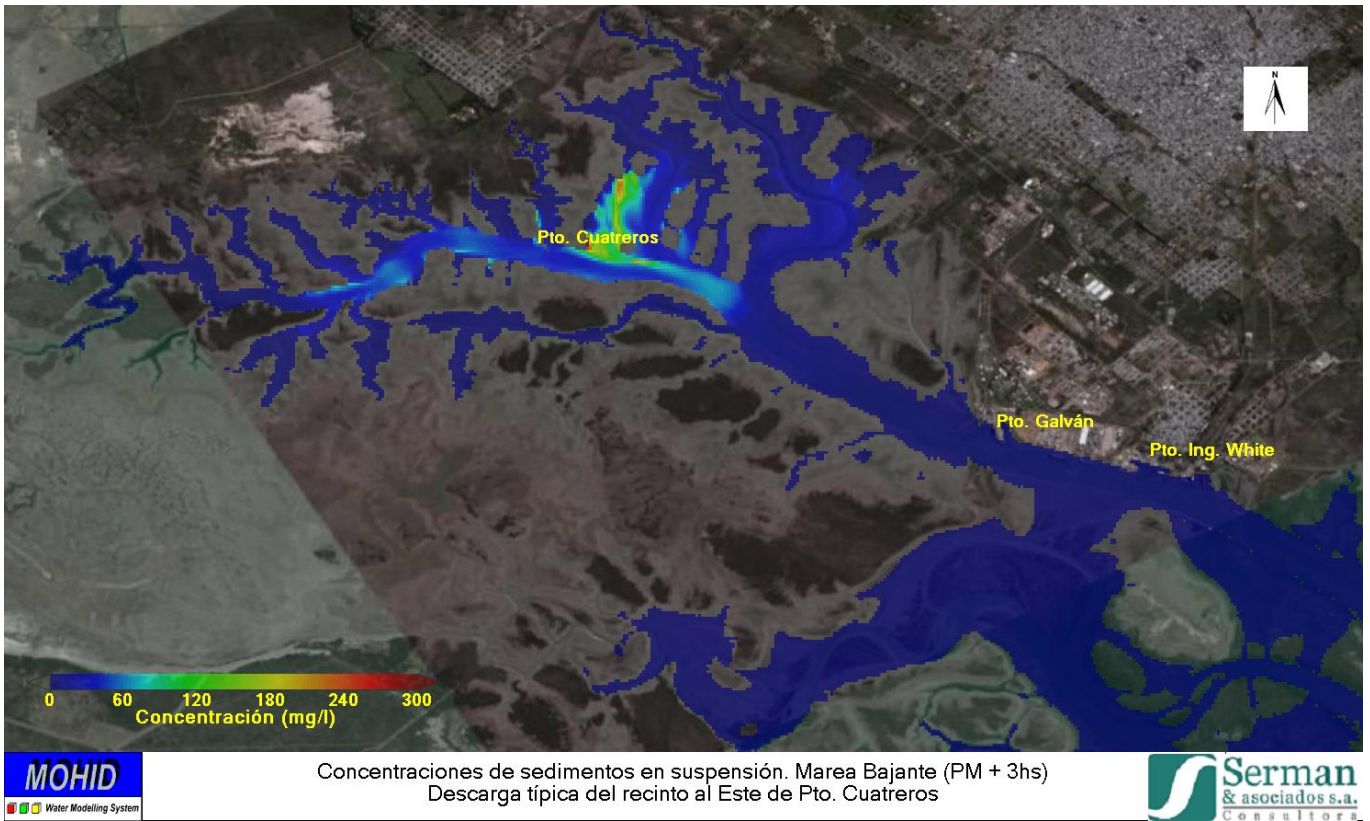 N
Pto. Cuatreros
Pto. Galván
Pto. Ing. White
0 60 120 180 240 300
Concentración (mg/l)
MOHID
Water Modelling System
Concentraciones de sedimentos en suspensión. Marea Bajante (PM + 3hs)
Descarga típica del recinto al Este de Pto. Cuatreros
Serman
& asociados s.a.
Consultora